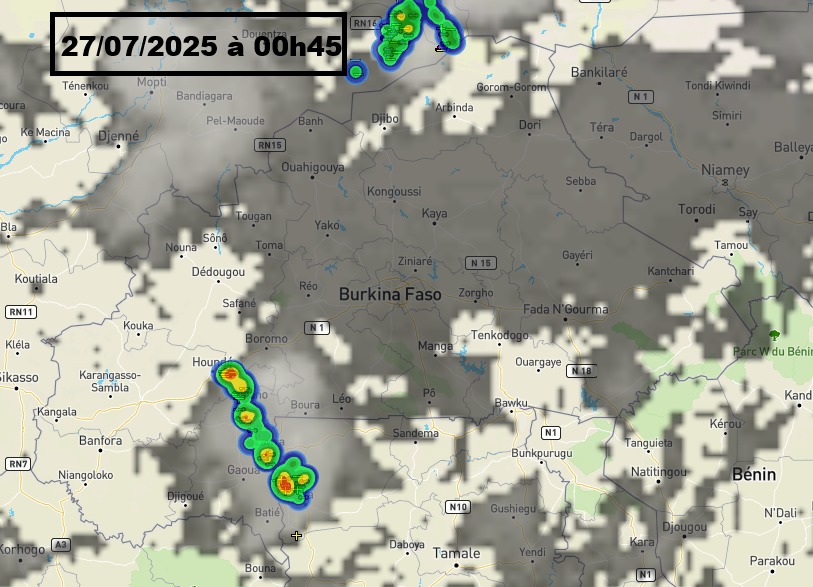 RN16
Douentza
27/07/2025 à 00h45
Bankilaré
Mopti
Ténenkou
Gorom-Gorom
Tondi Kiwindi
Bandiagara
N 1
coura
Arbinda
Simiri
Ke Macina
Pel-Maoude
Banh
Djibo
Dori
Téra
Djenné
Dargol
RN15
Balleya
Ouahigouya
Niamey
Sebba
Kongoussi
Torodi
Say
Tougan
Kaya
Bla
Yako
Sônô
Nouna
Toma
Tamou
Ziniaré
Gayéri
N 15
Dédougou
Kantchari
Koutiala
Réo
Burkina Faso
Zorgho
Safané
Fada N'Gourma
RN11
Kouka
N 1
Boromo
Tenkodogo
Kléla
Manga
Parc W du Bénin
Houndé
Ouargaye
Sikasso
Karangasso-
Sambla
N 18
Pô
Léo
Kand
Boura
Bawku
Kangala
Kérou
Sandema
N1
Banfora
Tanguieta
Bunkpurugu
RN7
Gaoua
Niangoloko
Natitingou
Bénin
Djigoué
N10
Batié
Gushiegu
N'Dali
Djougou
A3
Daboya
Kara
Korhogo
Tamale
Yendi
Parakou
Bouna
N1